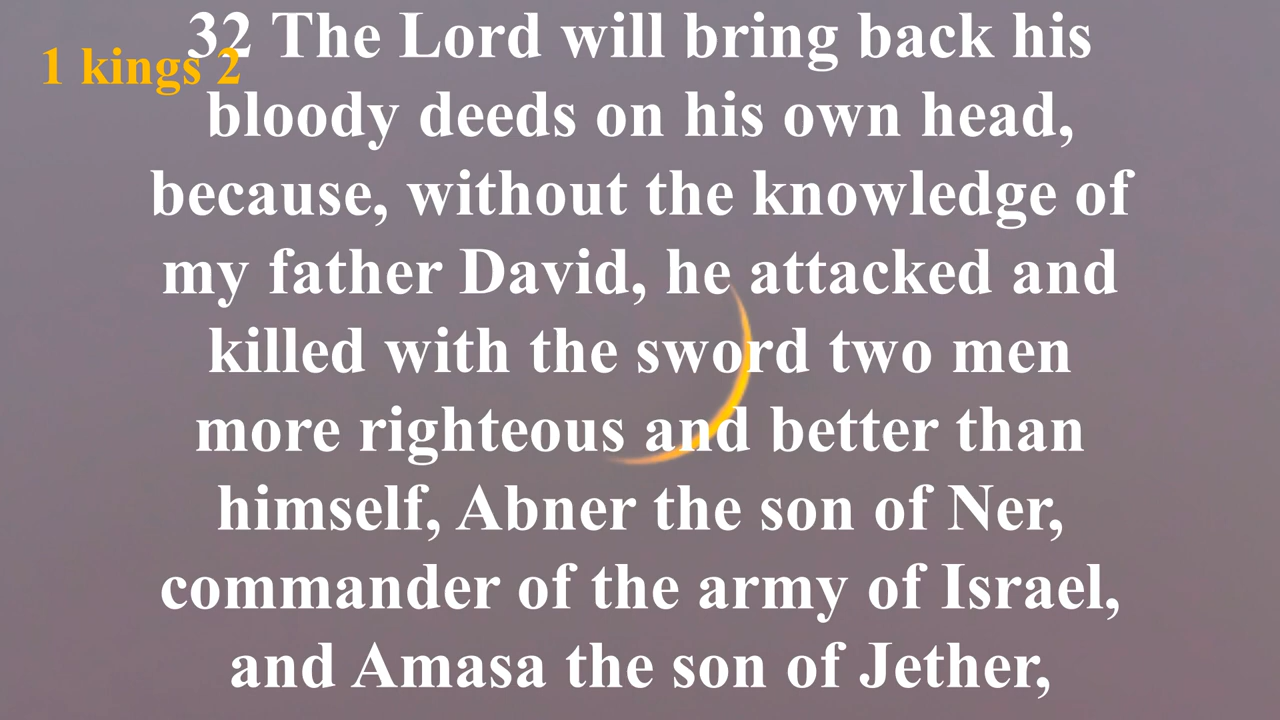 1 kings 2
32 The Lord will bring back his
bloody deeds on his own head,
because, without the knowledge of
my father David, he attacked and
killed with the sword two men
more righteous and better than
himself, Abner the son of Ner,
commander of the army of Israel,
and Amasa the son of Jether,